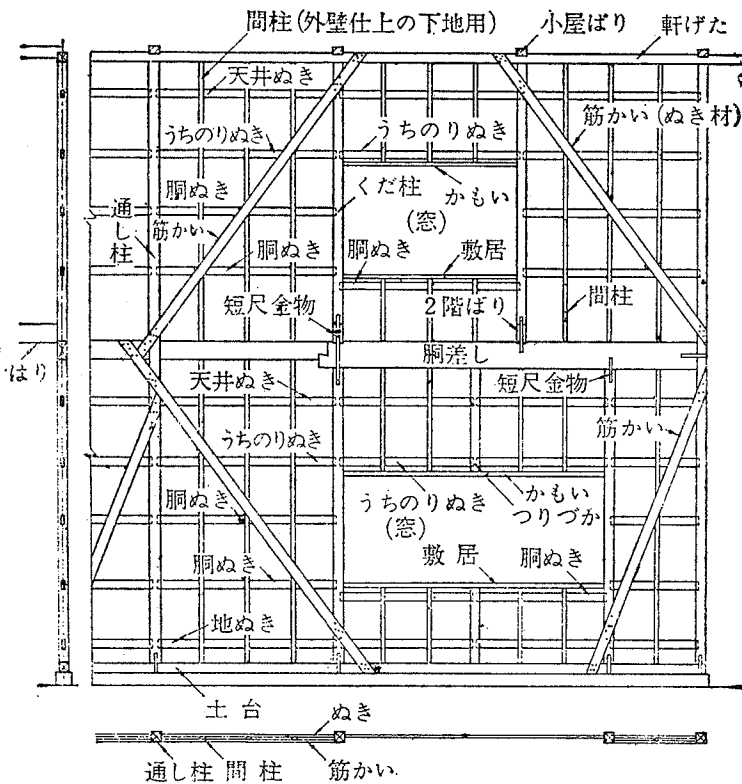 間柱(外壁仕上の下地用)
小屋ばり
軒げた
天井ぬき
うちのりぬき
うちのりぬき
筋かい(ぬき材)
胴ぬき
くだ柱
かもい
(窓)
通し柱
筋かい
胴ぬき
胴ぬき
敷居
短尺金物
2階ばり
間柱
胴差し
はり
天井ぬき
短尺金物
うちのりぬき
筋かい
胴ぬき
うちのりぬき
(窓)
かもい
つりづか
胴ぬき
敷居
胴ぬき
地ぬき
土台
ぬき
通し柱
間柱
筋かい